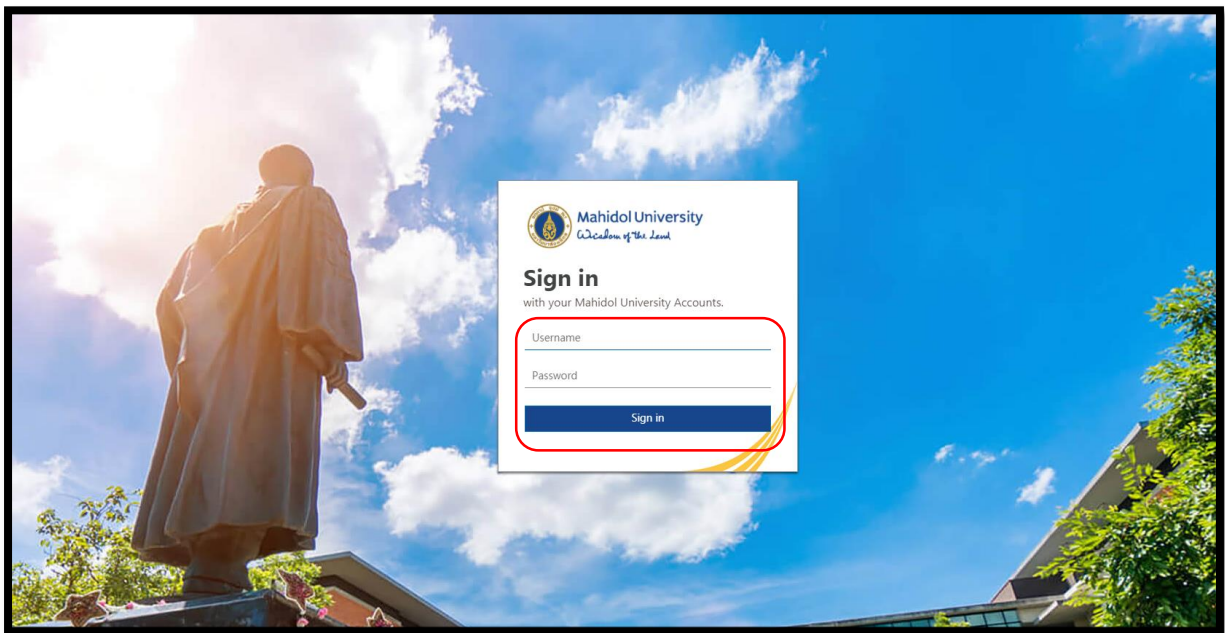 Mahidol University
Wisdom of the Land
Sign in
with your Mahidol University Accounts.
Username
Password
Sign in